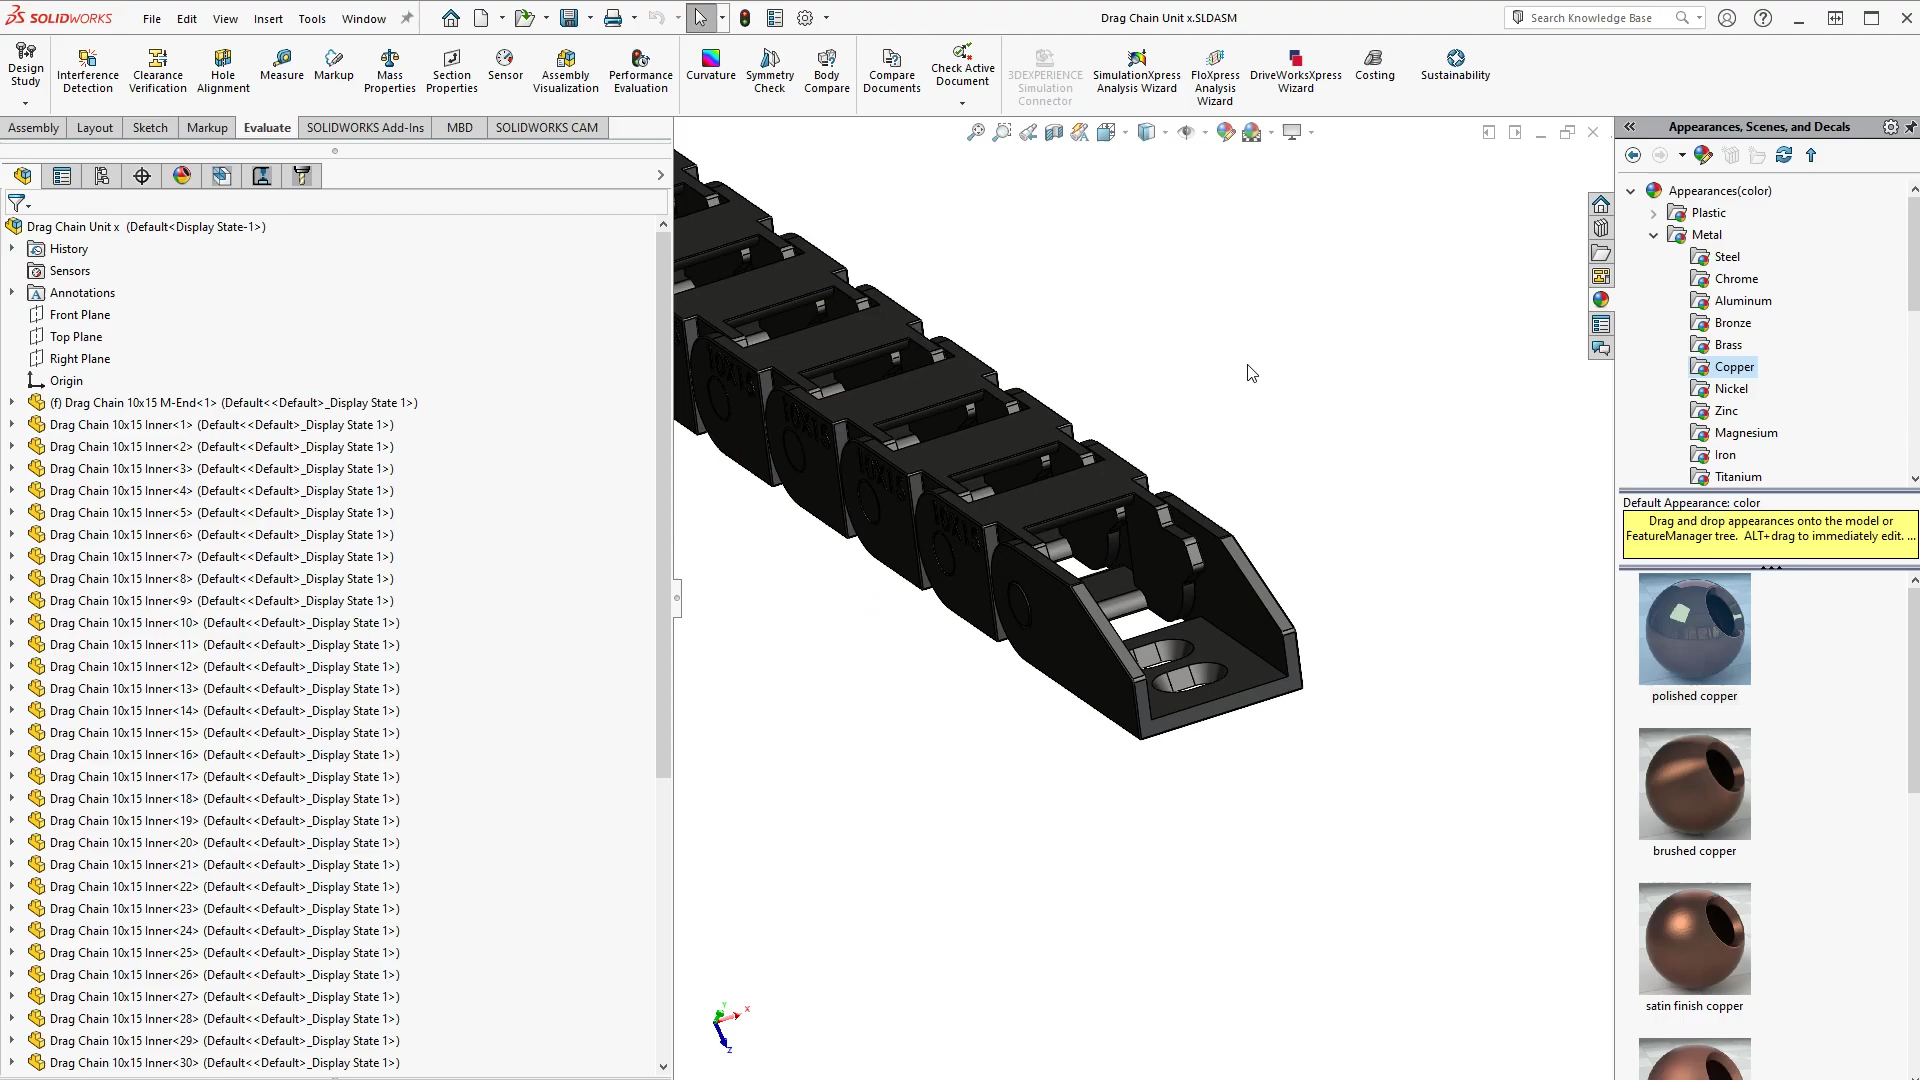 SOLIDWORKS
File Edit View Insert Tools Window
Drag Chain Unit x.SLDASM
Search Knowledge Base
Design Study
Interference Detection
Clearance Verification
Hole Alignment
Measure
Markup
Mass Properties
Section Properties
Sensor
Assembly Visualization
Performance Evaluation
Curvature
Symmetry Check
Body Compare
Compare Documents
Check Active Document
3DEXPERIENCE Simulation Connector
SimulationXpress Analysis Wizard
FloXpress Analysis Wizard
DriveWorksXpress Wizard
Costing
Sustainability
Assembly Layout Sketch Markup Evaluate SOLIDWORKS Add-Ins MBD SOLIDWORKS CAM
Drag Chain Unit x (Default<Display State-1>)
History
Sensors
Annotations
Front Plane
Top Plane
Right Plane
Origin
(f) Drag Chain 10x15 M-End<1> (Default<<Default>_Display State 1>)
Drag Chain 10x15 Inner<1> (Default<<Default>_Display State 1>)
Drag Chain 10x15 Inner<2> (Default<<Default>_Display State 1>)
Drag Chain 10x15 Inner<3> (Default<<Default>_Display State 1>)
Drag Chain 10x15 Inner<4> (Default<<Default>_Display State 1>)
Drag Chain 10x15 Inner<5> (Default<<Default>_Display State 1>)
Drag Chain 10x15 Inner<6> (Default<<Default>_Display State 1>)
Drag Chain 10x15 Inner<7> (Default<<Default>_Display State 1>)
Drag Chain 10x15 Inner<8> (Default<<Default>_Display State 1>)
Drag Chain 10x15 Inner<9> (Default<<Default>_Display State 1>)
Drag Chain 10x15 Inner<10> (Default<<Default>_Display State 1>)
Drag Chain 10x15 Inner<11> (Default<<Default>_Display State 1>)
Drag Chain 10x15 Inner<12> (Default<<Default>_Display State 1>)
Drag Chain 10x15 Inner<13> (Default<<Default>_Display State 1>)
Drag Chain 10x15 Inner<14> (Default<<Default>_Display State 1>)
Drag Chain 10x15 Inner<15> (Default<<Default>_Display State 1>)
Drag Chain 10x15 Inner<16> (Default<<Default>_Display State 1>)
Drag Chain 10x15 Inner<17> (Default<<Default>_Display State 1>)
Drag Chain 10x15 Inner<18> (Default<<Default>_Display State 1>)
Drag Chain 10x15 Inner<19> (Default<<Default>_Display State 1>)
Drag Chain 10x15 Inner<20> (Default<<Default>_Display State 1>)
Drag Chain 10x15 Inner<21> (Default<<Default>_Display State 1>)
Drag Chain 10x15 Inner<22> (Default<<Default>_Display State 1>)
Drag Chain 10x15 Inner<23> (Default<<Default>_Display State 1>)
Drag Chain 10x15 Inner<24> (Default<<Default>_Display State 1>)
Drag Chain 10x15 Inner<25> (Default<<Default>_Display State 1>)
Drag Chain 10x15 Inner<26> (Default<<Default>_Display State 1>)
Drag Chain 10x15 Inner<27> (Default<<Default>_Display State 1>)
Drag Chain 10x15 Inner<28> (Default<<Default>_Display State 1>)
Drag Chain 10x15 Inner<29> (Default<<Default>_Display State 1>)
Drag Chain 10x15 Inner<30> (Default<<Default>_Display State 1>)
10X15
10X15
10X15
10X15
Y
X
Z
Appearances, Scenes, and Decals
Appearances(color)
Plastic
Metal
Steel
Chrome
Aluminum
Bronze
Brass
Copper
Nickel
Zinc
Magnesium
Iron
Titanium
Default Appearance: color
Drag and drop appearances onto the model or
FeatureManager tree. ALT+drag to immediately edit. ...
polished copper
brushed copper
satin finish copper